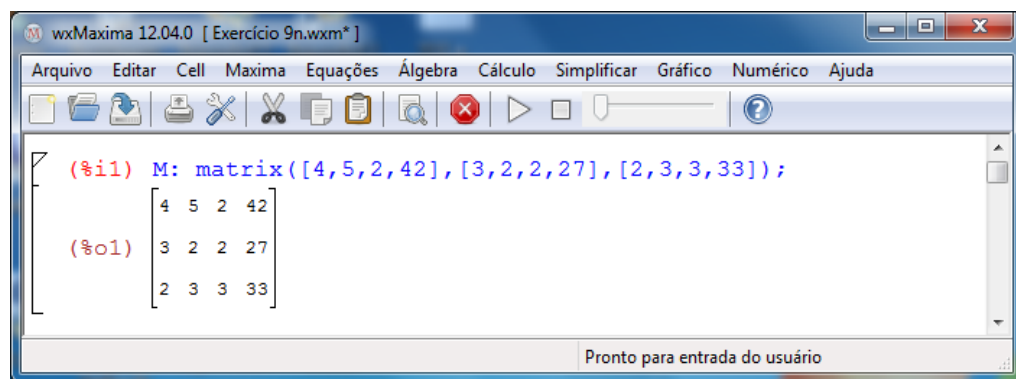 wxMaxima 12.04.0 [ Exercício 9n.wxm* ]
Arquivo Editar Cell Maxima Equações Álgebra Cálculo Simplificar Gráfico Numérico Ajuda
(%i1) M: matrix([4,5,2,42],[3,2,2,27],[2,3,3,33]);
4 5 2 42
(%o1) 3 2 2 27
2 3 3 33
Pronto para entrada do usuário